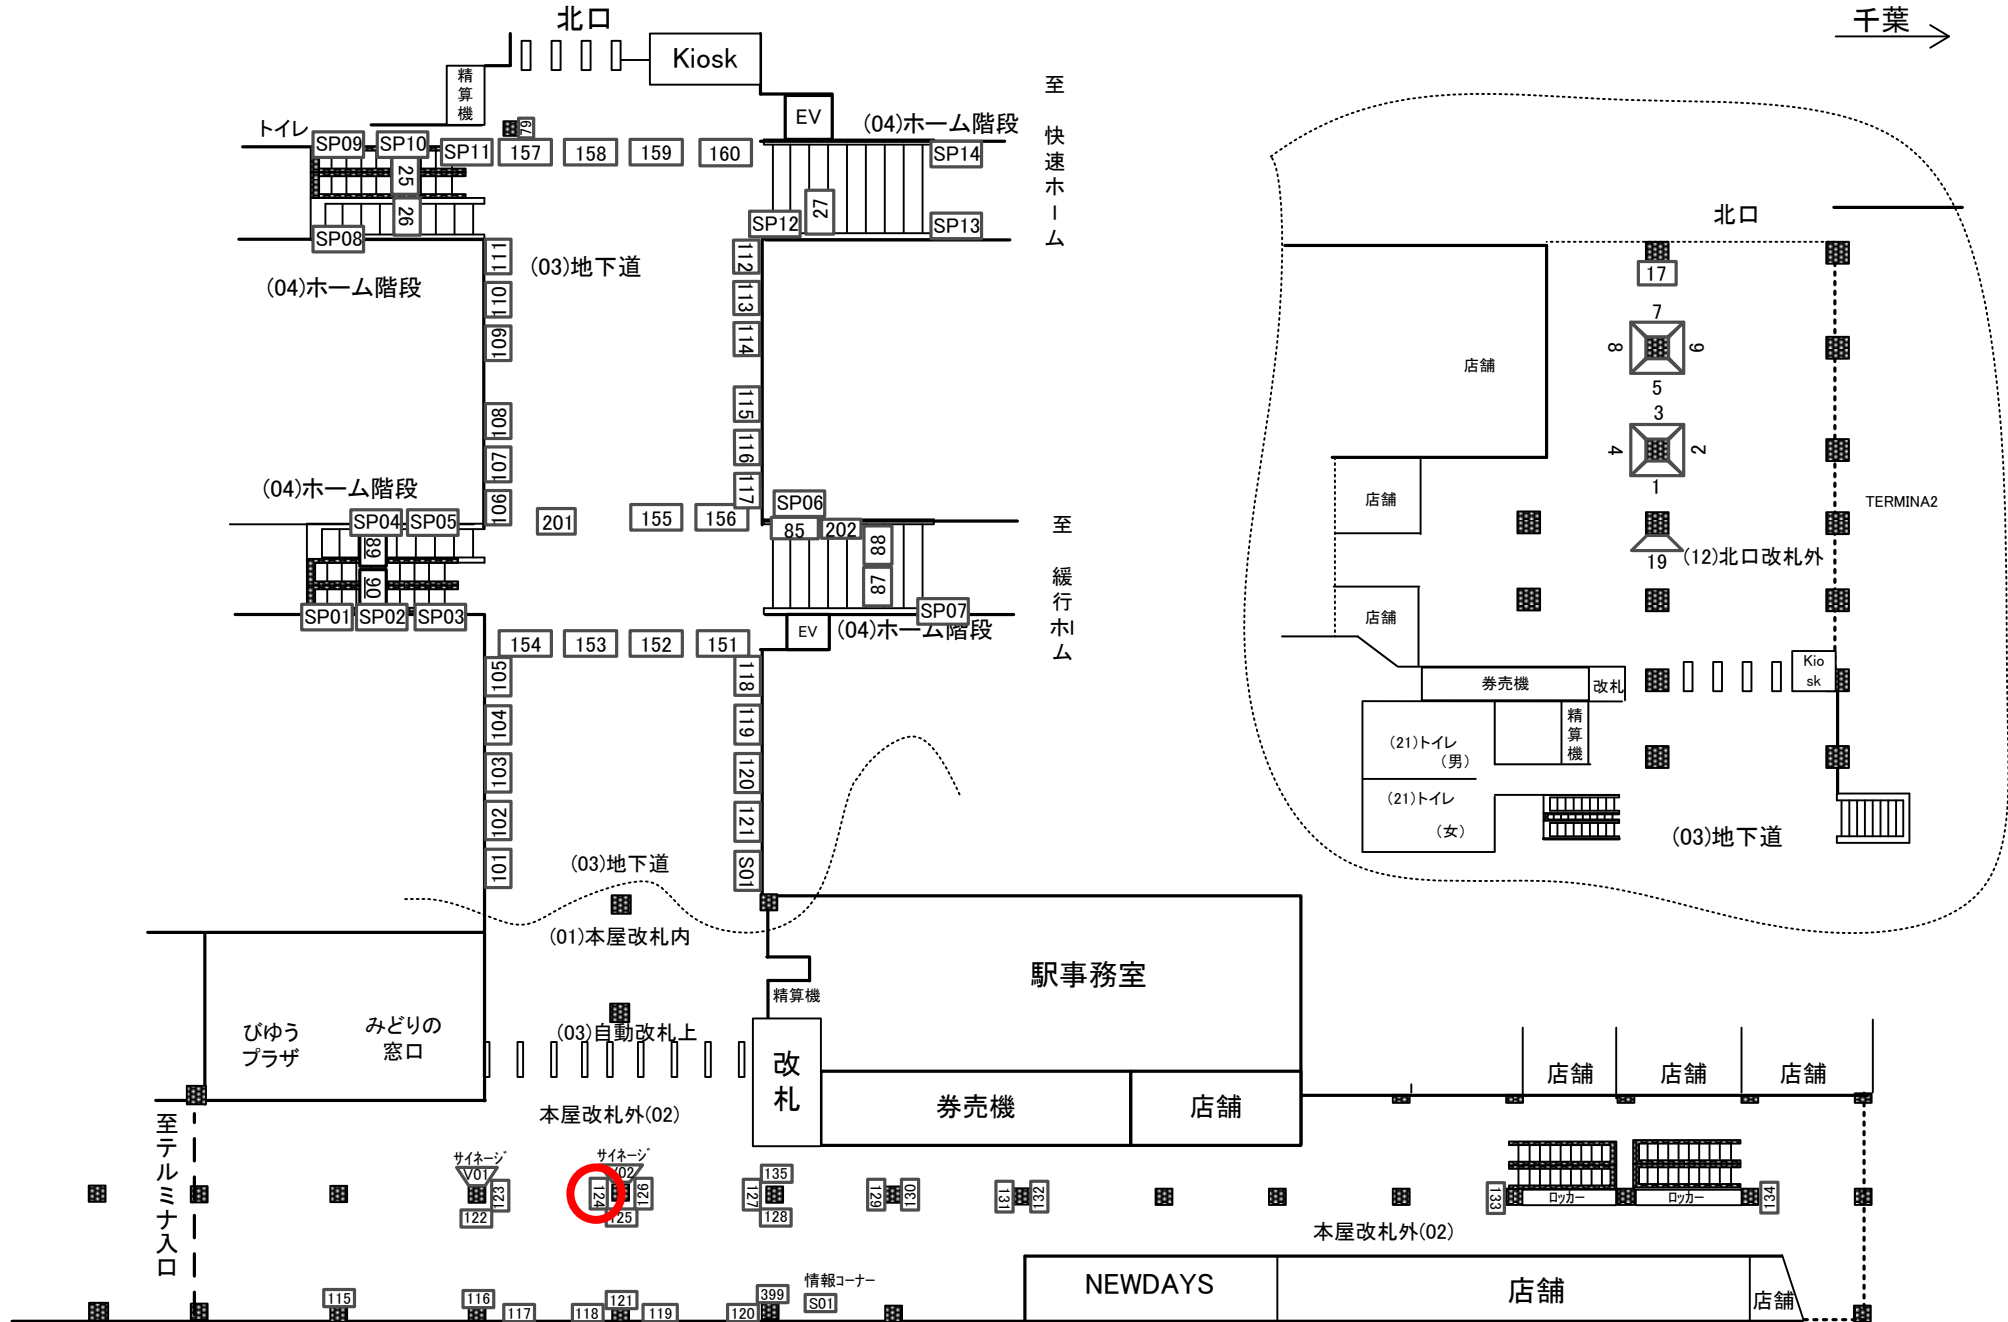 北口
千葉
Kiosk
精算機
EV
79
トイレ
(04)ホーム階段
至 快速ホーム
SP09
SP10
SP11
157
158
159
160
SP14
25
26
27
SP12
SP13
SP08
111
(03)地下道
112
(04)ホーム階段
110
113
109
114
108
115
107
116
(04)ホーム階段
106
117
SP04
SP05
201
155
156
SP06
85
202
88
87
89
90
SP01
SP02
SP03
SP07
EV
(04)ホーム階段
至 緩行ホーム
154
153
152
151
105
118
104
119
103
120
102
121
101
S01
(03)地下道
(01)本屋改札内
精算機
駅事務室
びゅう
プラザ
みどりの
窓口
(03)自動改札上
改札
券売機
店舗
店舗
店舗
店舗
本屋改札外(02)
至テルミナ入口
サイネージ
V01
サイネージ
V02
123
122
124
126
125
135
127
128
129
130
131
132
133
ロッカー
ロッカー
134
本屋改札外(02)
115
116
117
118
121
119
120
399
情報コーナー
S01
NEWDAYS
店舗
店舗
北口
17
7
8
6
5
3
4
2
1
店舗
店舗
TERMINA2
19
(12)北口改札外
店舗
Kio
sk
券売機
改札
精算機
(21)トイレ
(男)
(21)トイレ
(女)
(03)地下道